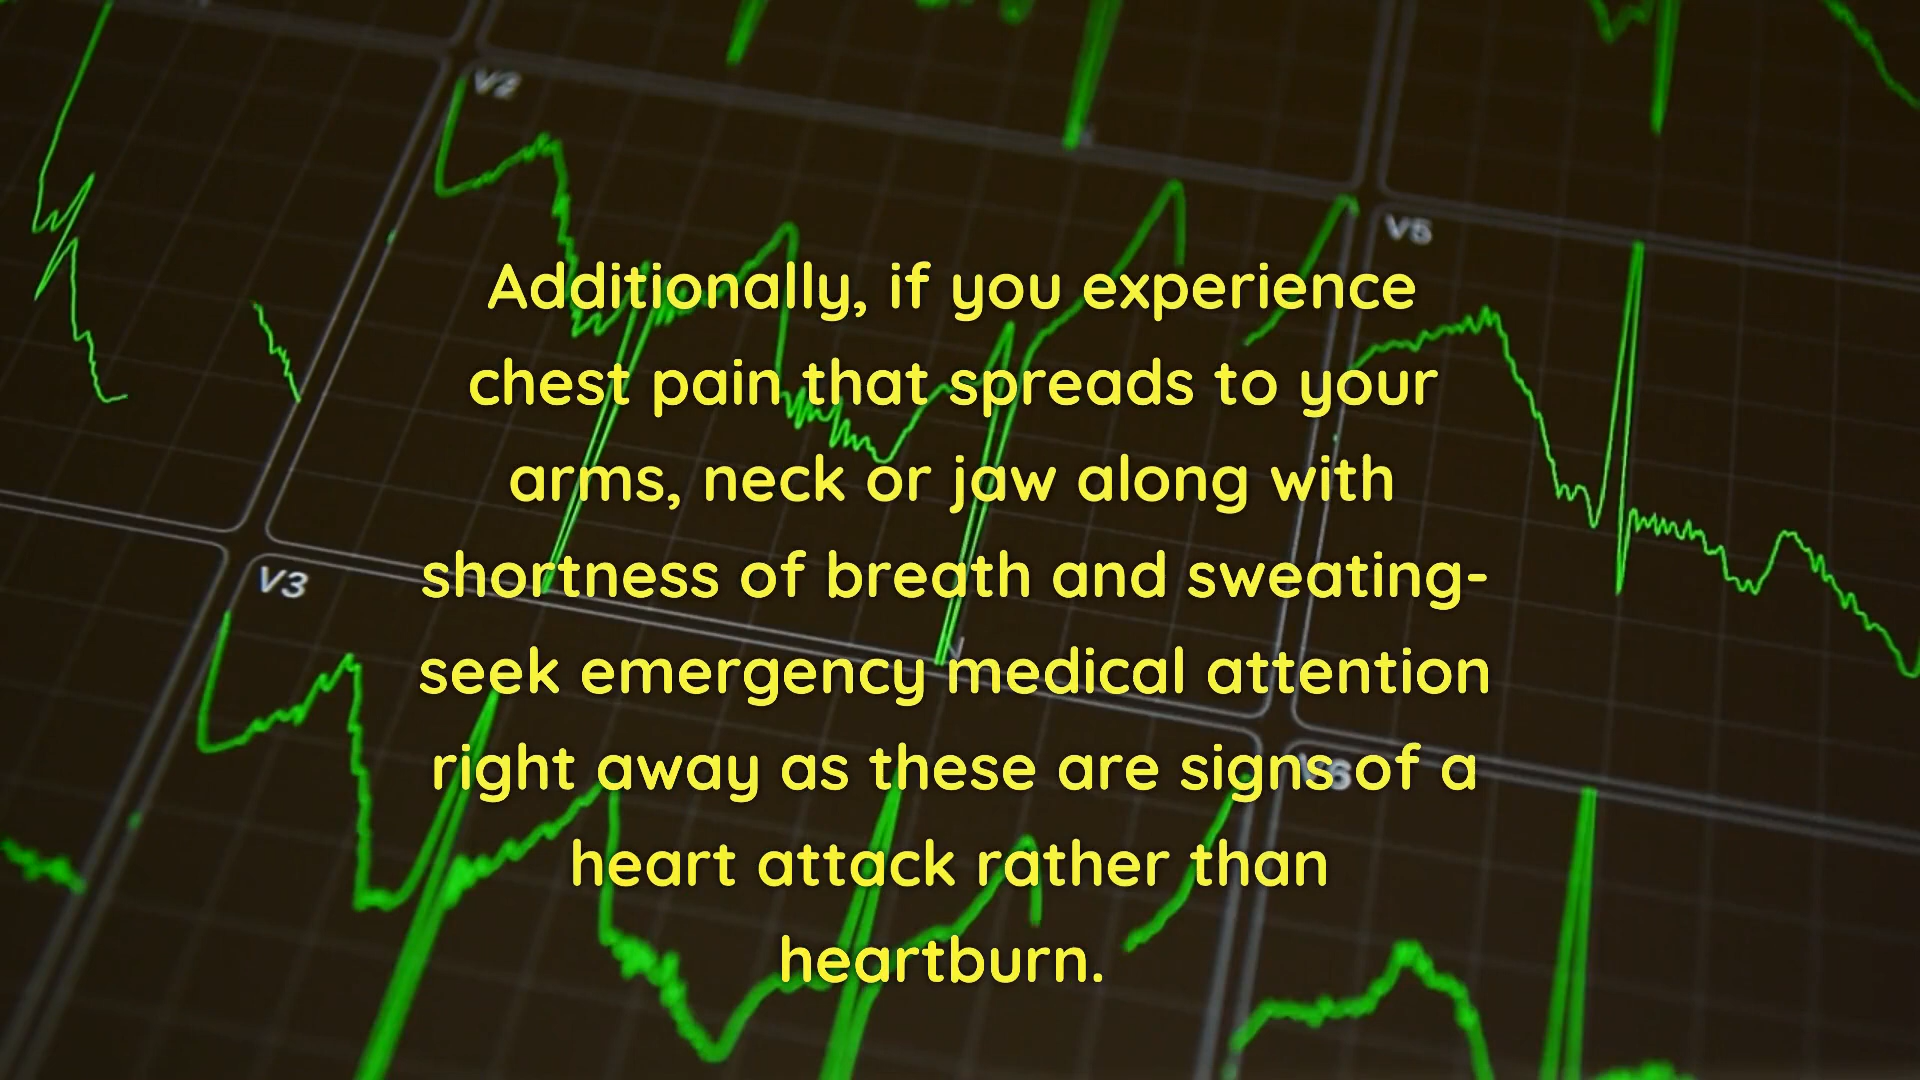 V2
V5
Additionally, if you experience
chest pain that spreads to your
arms, neck or jaw along with
shortness of breath and sweating-
seek emergency medical attention
right away as these are signs of a
heart attack rather than
heartburn.
V3